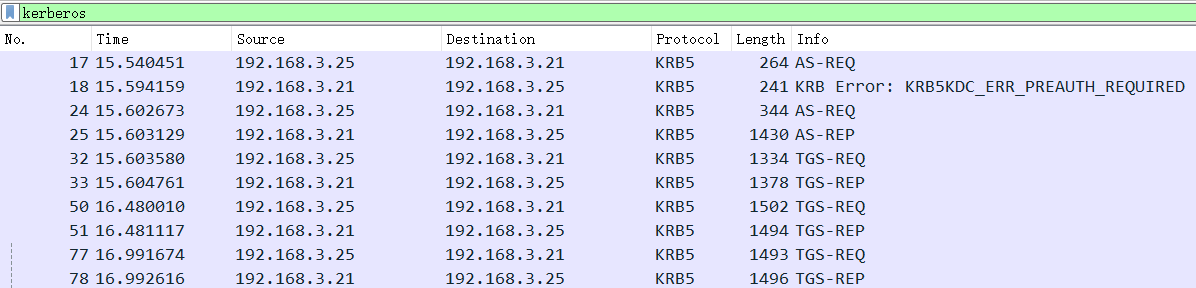 kerberos
No. Time Source Destination Protocol Length Info
17 15.540451 192.168.3.25 192.168.3.21 KRB5 264 AS-REQ
18 15.594159 192.168.3.21 192.168.3.25 KRB5 241 KRB Error: KRB5KDC_ERR_PREAUTH_REQUIRED
24 15.602673 192.168.3.25 192.168.3.21 KRB5 344 AS-REQ
25 15.603129 192.168.3.21 192.168.3.25 KRB5 1430 AS-REP
32 15.603580 192.168.3.25 192.168.3.21 KRB5 1334 TGS-REQ
33 15.604761 192.168.3.21 192.168.3.25 KRB5 1378 TGS-REP
50 16.480010 192.168.3.25 192.168.3.21 KRB5 1502 TGS-REQ
51 16.481117 192.168.3.21 192.168.3.25 KRB5 1494 TGS-REP
77 16.991674 192.168.3.25 192.168.3.21 KRB5 1493 TGS-REQ
78 16.992616 192.168.3.21 192.168.3.25 KRB5 1496 TGS-REP